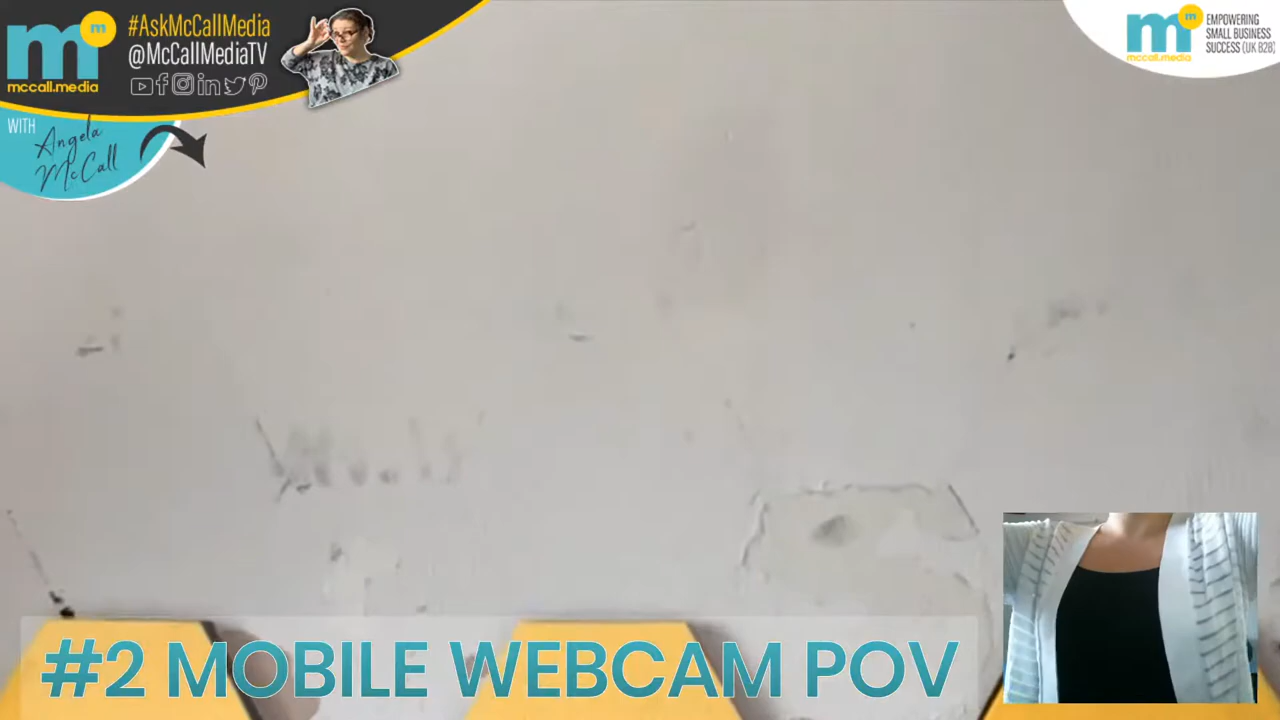 m
m
mccall.media
#AskMcCallMedia
@McCallMediaTV
WITH
Angela
McCall
m
m
mccall.media
EMPOWERING
SMALL BUSINESS
SUCCESS (UK B2B)
#2 MOBILE WEBCAM POV